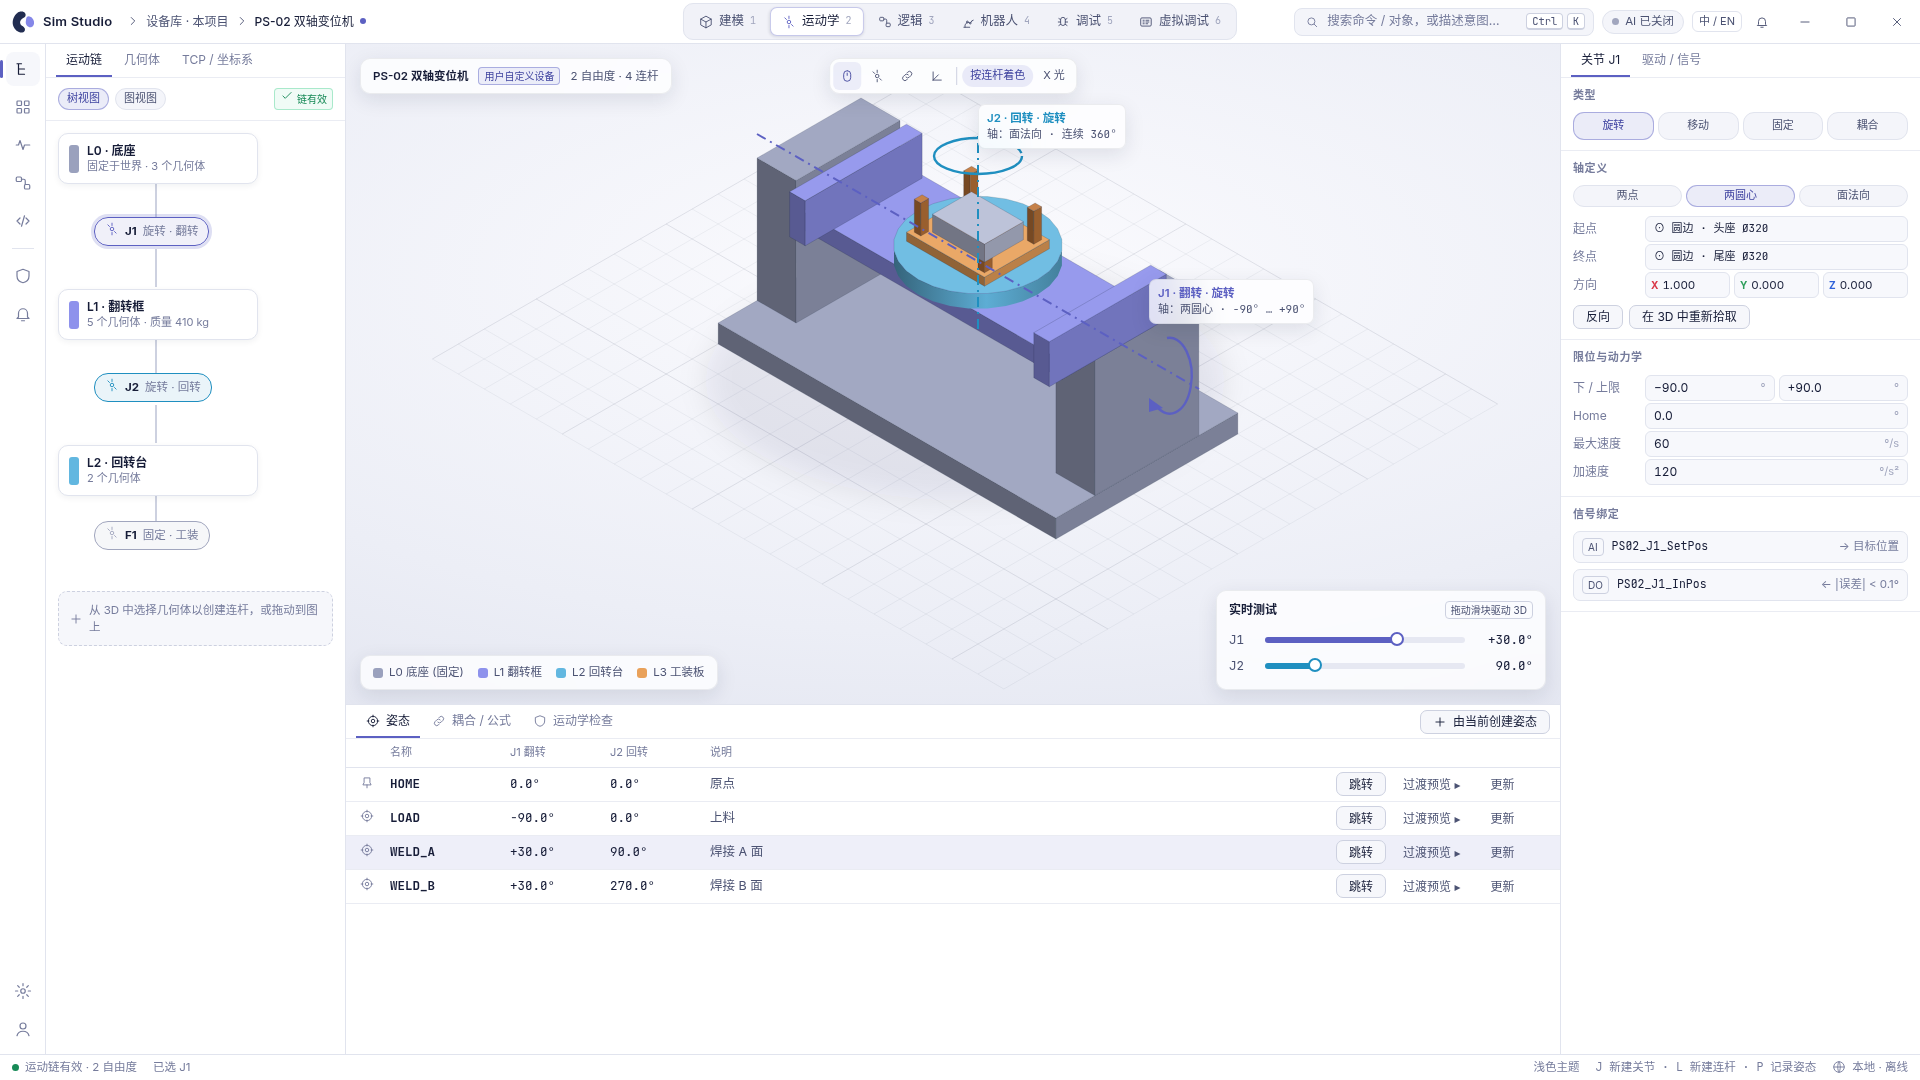 Sim Studio > 设备库 · 本项目 > PS-02 双轴变位机
建模 1
运动学 2
逻辑 3
机器人 4
调试 5
虚拟调试 6
搜索命令 / 对象，或描述意图… Ctrl K
AI 已关闭
中 / EN
运动链 几何体 TCP / 坐标系
树视图 图视图 链有效
L0 · 底座
固定于世界 · 3 个几何体
J1 旋转 · 翻转
L1 · 翻转框
5 个几何体 · 质量 410 kg
J2 旋转 · 回转
L2 · 回转台
2 个几何体
F1 固定 · 工装
从 3D 中选择几何体以创建连杆，或拖动到图
上
PS-02 双轴变位机 用户自定义设备 2 自由度 · 4 连杆
按连杆着色 X 光
J2 · 回转 · 旋转
轴: 面法向 · 连续 360°
J1 · 翻转 · 旋转
轴: 两圆心 · -90° … +90°
L0 底座 (固定) L1 翻转框 L2 回转台 L3 工装板
实时测试 拖动滑块驱动 3D
J1 +30.0°
J2 90.0°
姿态 耦合 / 公式 运动学检查 由当前创建姿态
名称 J1 翻转 J2 回转 说明
HOME 0.0° 0.0° 原点 跳转 过渡预览 ▸ 更新
LOAD -90.0° 0.0° 上料 跳转 过渡预览 ▸ 更新
WELD_A +30.0° 90.0° 焊接 A 面 跳转 过渡预览 ▸ 更新
WELD_B +30.0° 270.0° 焊接 B 面 跳转 过渡预览 ▸ 更新
关节 J1 驱动 / 信号
类型
旋转 移动 固定 耦合
轴定义
两点 两圆心 面法向
起点 圆边 · 头座 Ø320
终点 圆边 · 尾座 Ø320
方向 X 1.000 Y 0.000 Z 0.000
反向 在 3D 中重新拾取
限位与动力学
下 / 上限 −90.0 ° +90.0 °
Home 0.0 °
最大速度 60 °/s
加速度 120 °/s²
信号绑定
AI PS02_J1_SetPos → 目标位置
DO PS02_J1_InPos ← |误差| < 0.1°
运动链有效 · 2 自由度 已选 J1
浅色主题 J 新建关节 · L 新建连杆 · P 记录姿态 本地 · 离线